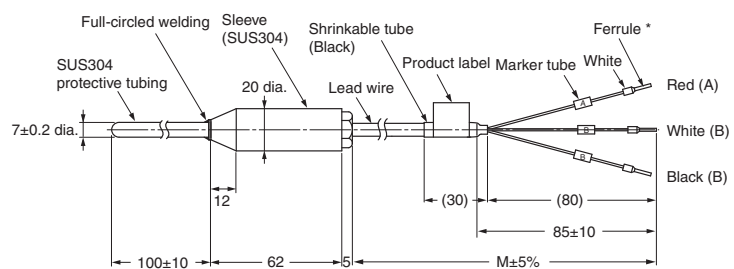 Full-circled welding
Sleeve
(SUS304)
Shrinkable tube
(Black)
Ferrule *
Product label
Marker tube
White
SUS304
protective tubing
20 dia.
Lead wire
Red (A)
A
7±0.2 dia.
B
White (B)
B
Black (B)
12
(30)
(80)
85±10
100±10
62
5
M±5%